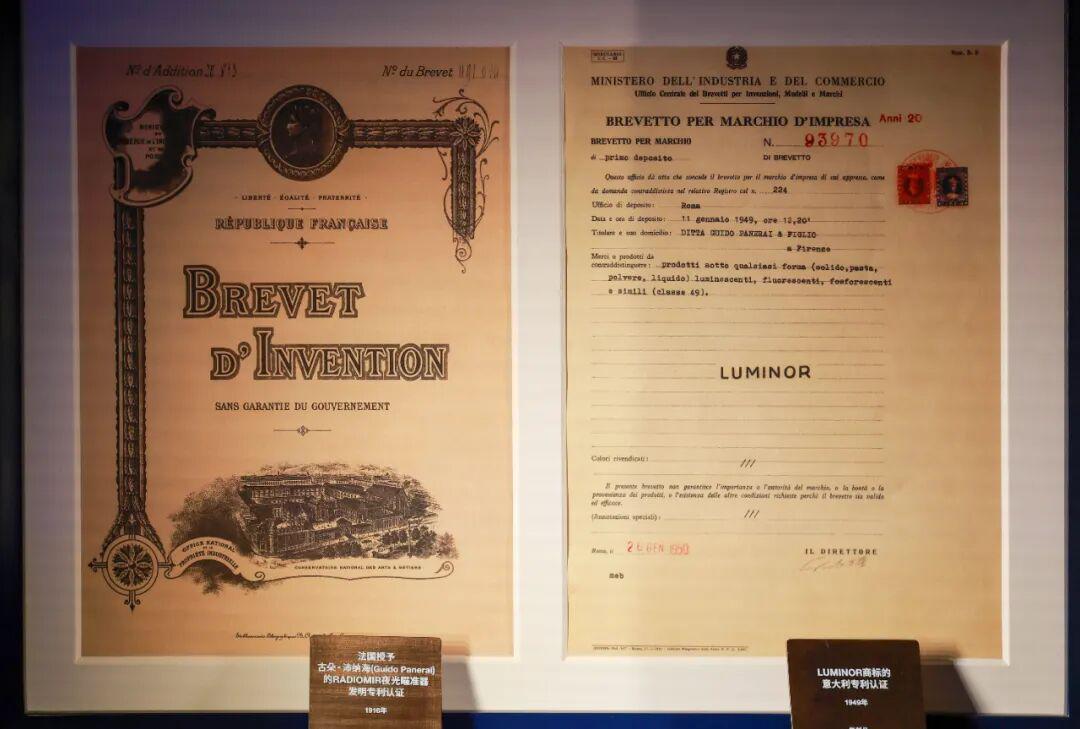 Nº d'Addition
Nº du Brevet
LIBERTÉ · ÉGALITÉ · FRATERNITÉ
RÉPUBLIQUE FRANÇAISE
BREVET
D'INVENTION
SANS GARANTIE DU GOUVERNEMENT
OFFICE NATIONAL
DE LA
PROPRIÉTÉ INDUSTRIELLE
CONSERVATOIRE NATIONAL DES ARTS & MÉTIERS
法国授予
古朵·沛纳海(Guido Panerai)
的RADIOMIR夜光瞄准器
发明专利认证
1916年
MINISTERO DELL'INDUSTRIA E DEL COMMERCIO
Ufficio Centrale dei Brevetti per Invenzioni, Modelli e Marchi
BREVETTO PER MARCHIO D'IMPRESA Anni 20
BREVETTO PER MARCHIO N. 93970
di primo deposito DI BREVETTO
Questo ufficio dà atto che concede il brevetto per il marchio d'impresa di cui appresso, come
da domanda contraddistinta nel relativo Registro col n. 224
Ufficio di deposito: Roma
Data e ora di deposito: 11 gennaio 1949, ore 12,20'
Titolare e suo domicilio: DITTA GUIDO PANERAI & FIGLIO
a Firenze
Merci o prodotti da
contraddistinguere: prodotti sotto qualsiasi forma (solido,pasta,
polvere, liquido) luminescenti, fluorescenti, fosforescenti
e simili (classe 49).
LUMINOR
Colori rivendicati: ///
Il presente brevetto non garantisce l'importanza o l'autorità del marchio, o la bontà o la
provenienza dei prodotti, o l'esistenza delle altre condizioni richieste perchè il brevetto sia valido
ed efficace.
(Annotazioni speciali): ///
Roma, li 26 GEN 1950
IL DIRETTORE
meb
LUMINOR商标的
意大利专利认证
1949年